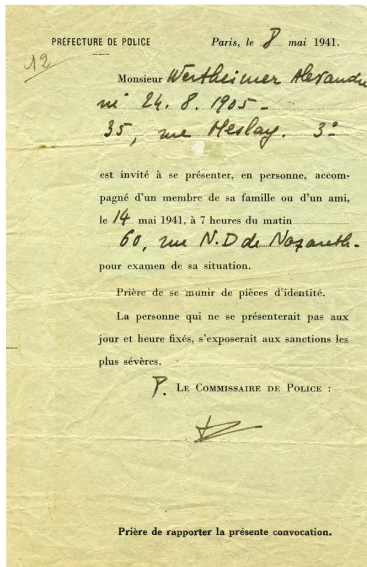 PRÉFECTURE DE POLICE Paris, le 8 mai 1941.
12
Monsieur Wertheimer Alexandre
né 24. 8. 1905 -
35, rue Meslay. 3°
est invité à se présenter, en personne, accom-
pagné d'un membre de sa famille ou d'un ami,
le 14 mai 1941, à 7 heures du matin
60, rue N.D de Nazareth.
pour examen de sa situation.
Prière de se munir de pièces d'identité.
La personne qui ne se présenterait pas aux
jour et heure fixés, s'exposerait aux sanctions les
plus sévères.
P. LE COMMISSAIRE DE POLICE :
Prière de rapporter la présente convocation.